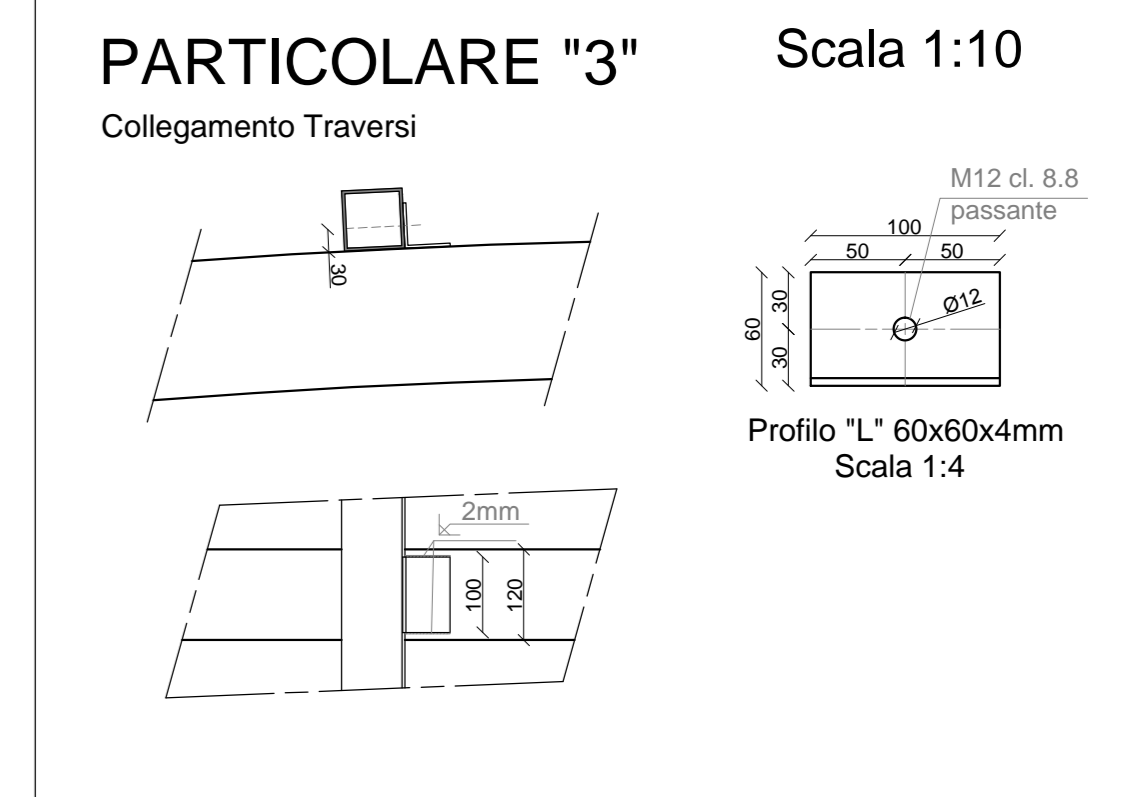 PARTICOLARE "3"
Scala 1:10
Collegamento Traversi
30
M12 cl. 8.8
passante
100
50 50
Ø12
60
30
30
Profilo "L" 60x60x4mm
Scala 1:4
2mm
100
120